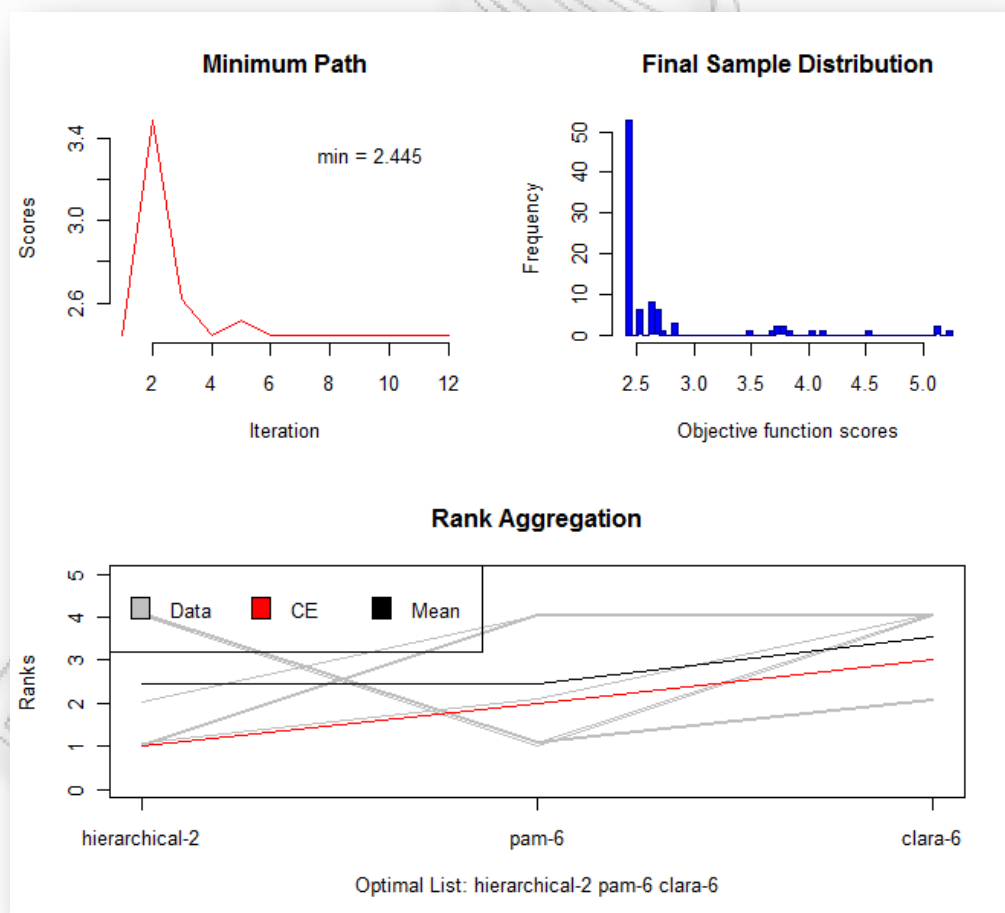 Minimum Path
Final Sample Distribution
min = 2.445
Scores
3.4
3.0
2.6
2 4 6 8 10 12
Iteration
Frequency
50
40
30
20
10
0
2.5 3.0 3.5 4.0 4.5 5.0
Objective function scores
Rank Aggregation
Ranks
5
4
3
2
1
0
Data CE Mean
hierarchical-2 pam-6 clara-6
Optimal List: hierarchical-2 pam-6 clara-6